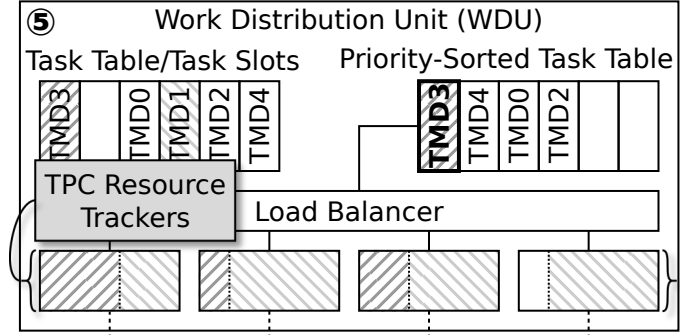 ⑤ Work Distribution Unit (WDU)
Task Table/Task Slots
Priority-Sorted Task Table
TMD3
TMD0
TMD1
TMD2
TMD4
TMD3
TMD4
TMD0
TMD2
TPC Resource
Trackers
Load Balancer